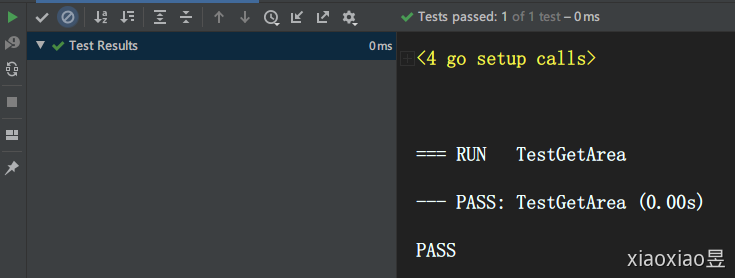 Tests passed: 1 of 1 test – 0 ms
Test Results 0 ms
<4 go setup calls>
=== RUN   TestGetArea
--- PASS: TestGetArea (0.00s)
PASS
xiaoxiao昱